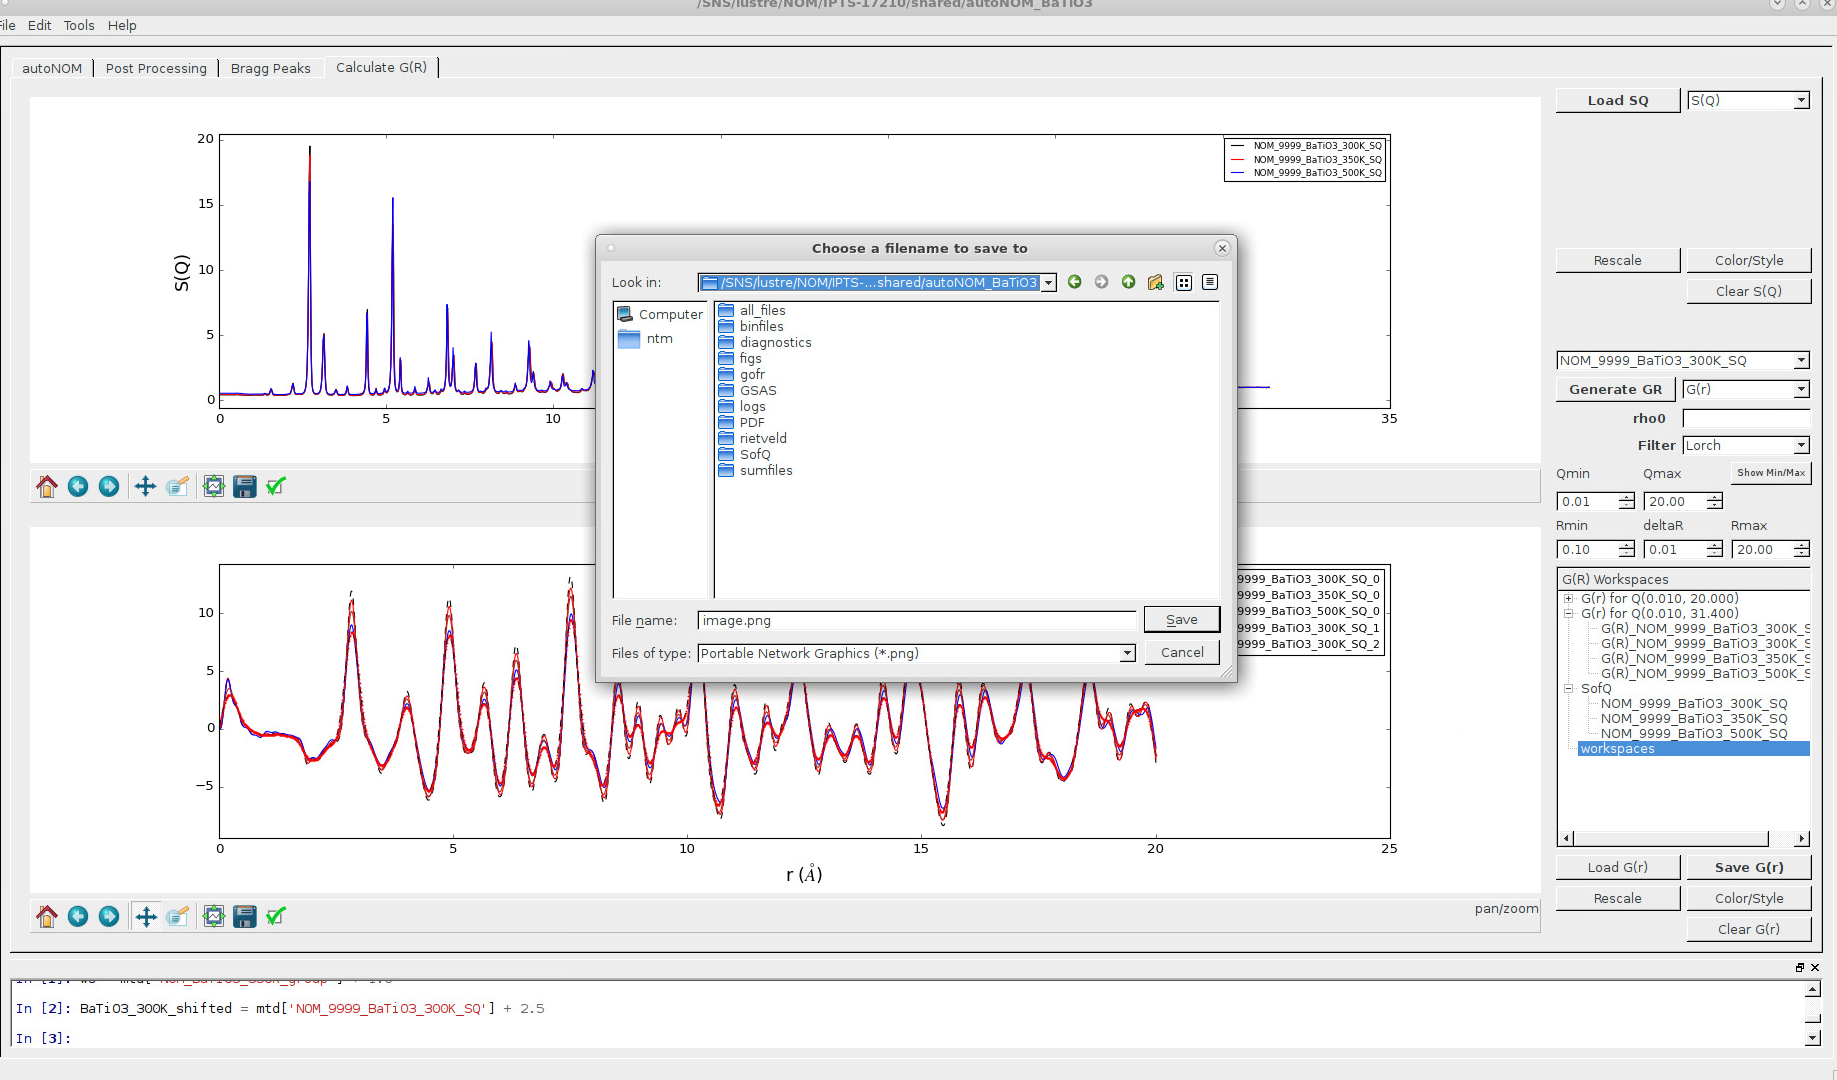 /SNS/lustre/NOM/IPTS-17210/shared/autoNOM_BaTiO3
File Edit Tools Help
autoNOM Post Processing Bragg Peaks Calculate G(R)
Load SQ S(Q)
Rescale Color/Style
Clear S(Q)
NOM_9999_BaTiO3_300K_SQ
Generate GR G(r)
rho0
Filter Lorch
Qmin Qmax Show Min/Max
0.01 20.00
Rmin deltaR Rmax
0.10 0.01 20.00
G(R) Workspaces
G(r) for Q(0.010, 20.000)
G(r) for Q(0.010, 31.400)
G(R)_NOM_9999_BaTiO3_300K_S
G(R)_NOM_9999_BaTiO3_300K_S
G(R)_NOM_9999_BaTiO3_350K_S
G(R)_NOM_9999_BaTiO3_500K_S
SofQ
NOM_9999_BaTiO3_300K_SQ
NOM_9999_BaTiO3_350K_SQ
NOM_9999_BaTiO3_500K_SQ
workspaces
Load G(r) Save G(r)
Rescale Color/Style
Clear G(r)
S(Q)
20
15
10
5
0
0 5 10 35
NOM_9999_BaTiO3_300K_SQ
NOM_9999_BaTiO3_350K_SQ
NOM_9999_BaTiO3_500K_SQ
Choose a filename to save to
Look in: /SNS/lustre/NOM/IPTS-...shared/autoNOM_BaTiO3
Computer
ntm
all_files
binfiles
diagnostics
figs
gofr
GSAS
logs
PDF
rietveld
SofQ
sumfiles
File name: image.png Save
Files of type: Portable Network Graphics (*.png) Cancel
9999_BaTiO3_300K_SQ_0
9999_BaTiO3_350K_SQ_0
9999_BaTiO3_500K_SQ_0
9999_BaTiO3_300K_SQ_1
9999_BaTiO3_300K_SQ_2
10
5
0
−5
0 5 10 15 20 25
r (Å)
pan/zoom
In [2]: BaTiO3_300K_shifted = mtd['NOM_9999_BaTiO3_300K_SQ'] + 2.5
In [3]: